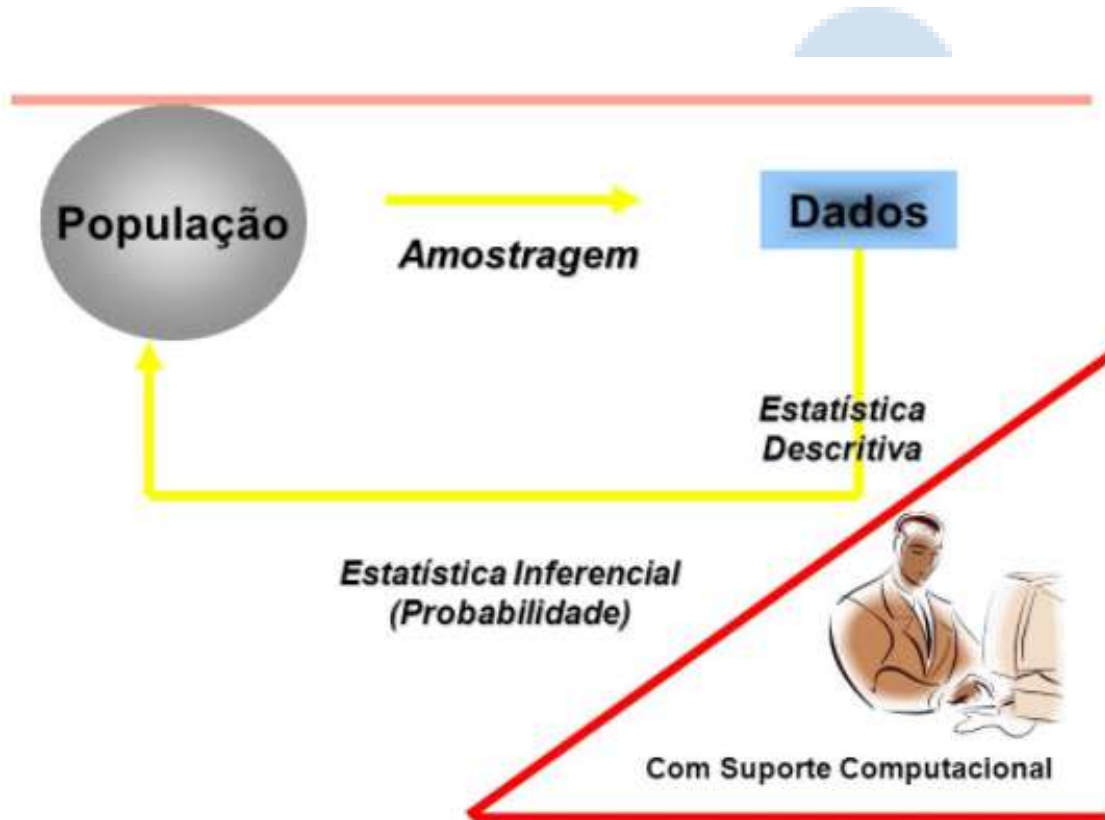 População
Amostragem
Dados
Estatística
Descritiva
Estatística Inferencial
(Probabilidade)
Com Suporte Computacional